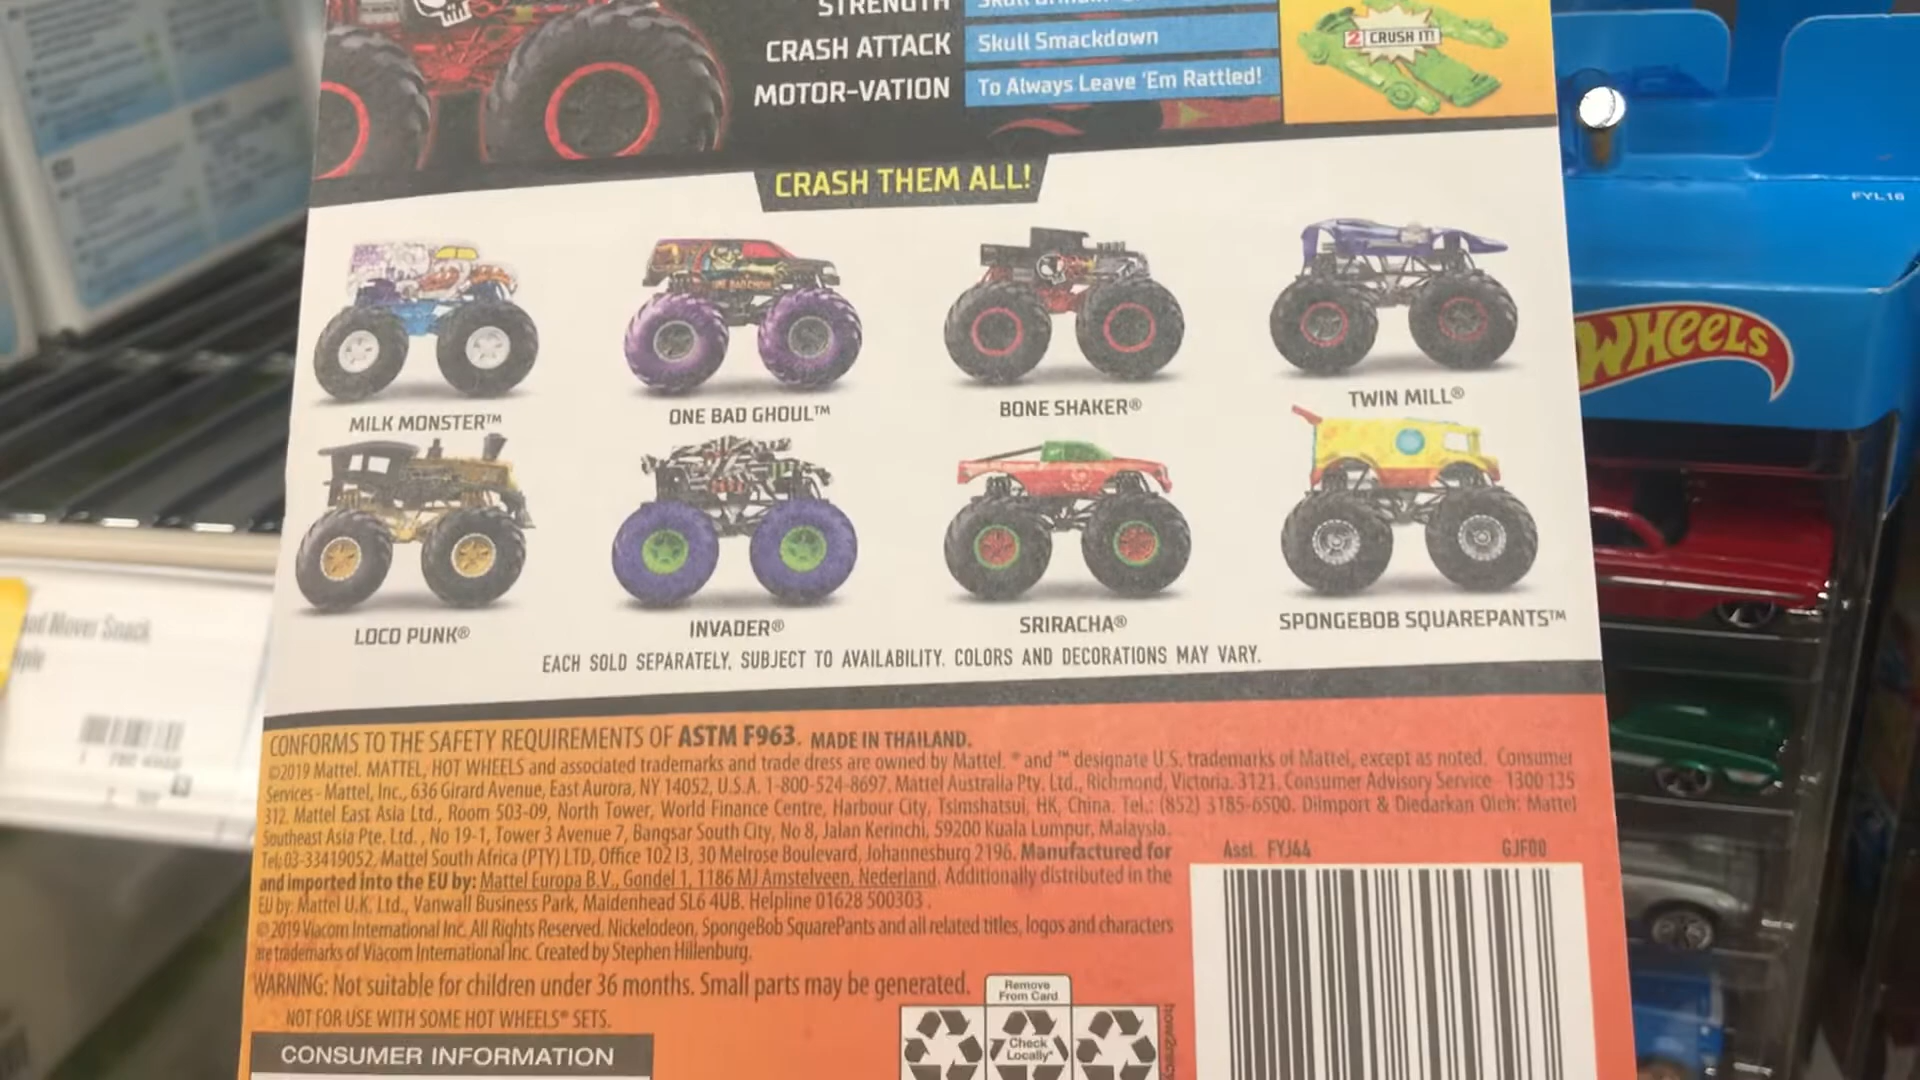 STRENGTH
CRASH ATTACK Skull Smackdown
MOTOR-VATION To Always Leave 'Em Rattled!
2 CRUSH IT!
CRASH THEM ALL!
FYL16
WHEELS
MILK MONSTER™ ONE BAD GHOUL™ BONE SHAKER® TWIN MILL®
LOCO PUNK® INVADER® SRIRACHA® SPONGEBOB SQUAREPANTS™
EACH SOLD SEPARATELY, SUBJECT TO AVAILABILITY. COLORS AND DECORATIONS MAY VARY.
CONFORMS TO THE SAFETY REQUIREMENTS OF ASTM F963. MADE IN THAILAND.
©2019 Mattel. MATTEL, HOT WHEELS and associated trademarks and trade dress are owned by Mattel. ® and ™ designate U.S. trademarks of Mattel, except as noted. Consumer
Services - Mattel, Inc., 636 Girard Avenue, East Aurora, NY 14052, U.S.A. 1-800-524-8697. Mattel Australia Pty. Ltd., Richmond, Victoria. 3121. Consumer Advisory Service - 1300 135
312. Mattel East Asia Ltd., Room 503-09, North Tower, World Finance Centre, Harbour City, Tsimshatsui, HK, China. Tel.: (852) 3185-6500. Diimport & Diedarkan Oleh: Mattel
Southeast Asia Pte. Ltd., No 19-1, Tower 3 Avenue 7, Bangsar South City, No 8, Jalan Kerinchi, 59200 Kuala Lumpur, Malaysia.
Tel: 03-33419052. Mattel South Africa (PTY) LTD, Office 102 I3, 30 Melrose Boulevard, Johannesburg 2196. Manufactured for
and imported into the EU by: Mattel Europa B.V., Gondel 1, 1186 MJ Amstelveen, Nederland. Additionally distributed in the
EU by: Mattel U.K. Ltd., Vanwall Business Park, Maidenhead SL6 4UB. Helpline 01628 500303.
©2019 Viacom International Inc. All Rights Reserved. Nickelodeon, SpongeBob SquarePants and all related titles, logos and characters
are trademarks of Viacom International Inc. Created by Stephen Hillenburg.
Asst. FYJ44 GJF00
WARNING: Not suitable for children under 36 months. Small parts may be generated.
NOT FOR USE WITH SOME HOT WHEELS® SETS.
CONSUMER INFORMATION
Remove
From Card
Check
Locally*